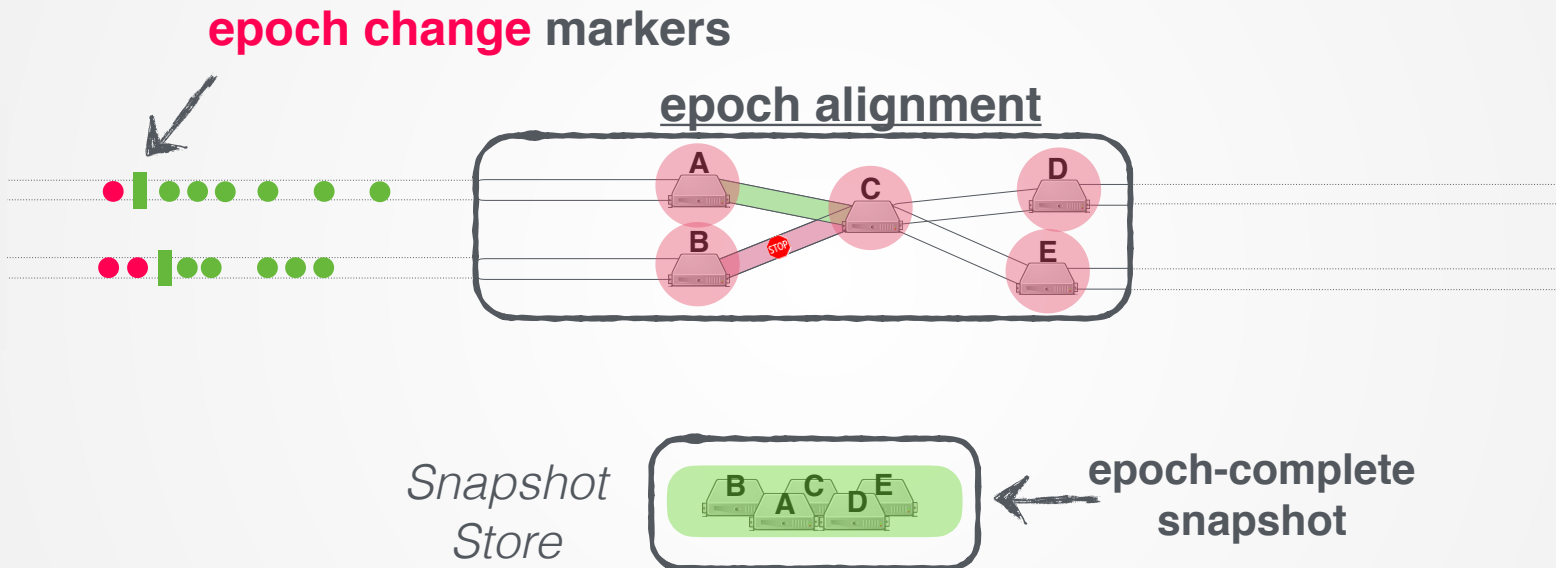 epoch change markers
epoch alignment
A
C
D
B
STOP
E
Snapshot
Store
B C E
A D
epoch-complete
snapshot